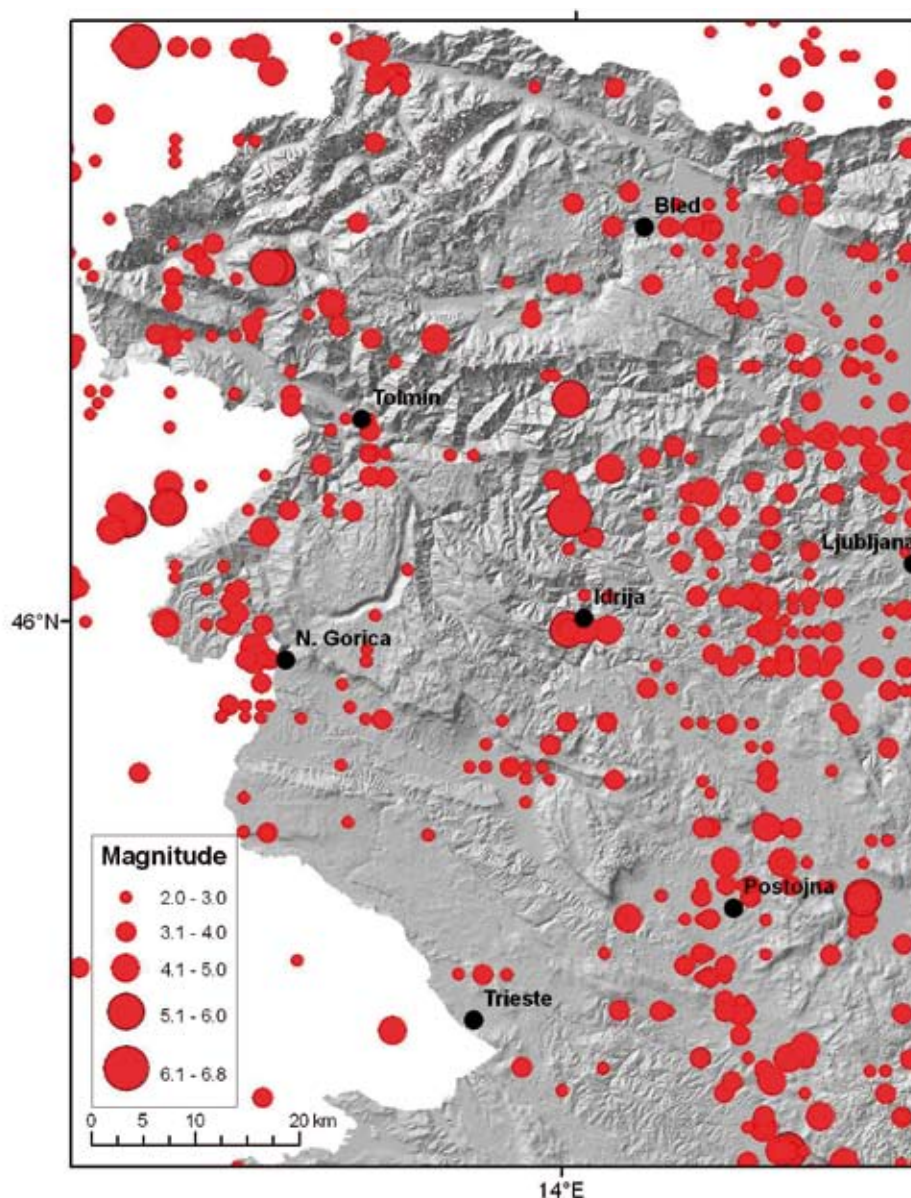 Bled
Tolmin
Ljubljana
Idrija
46°N
N. Gorica
Magnitude
2.0 - 3.0
3.1 - 4.0
4.1 - 5.0
5.1 - 6.0
6.1 - 6.8
Postojna
Trieste
0 5 10 20 km
14°E